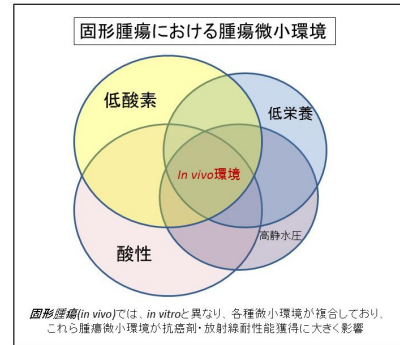 固形腫瘍における腫瘍微小環境
低酸素
低栄養
In vivo環境
高静水圧
酸性
固形腫瘍(in vivo)では、in vitroと異なり、各種微小環境が複合しており、
これら腫瘍微小環境が抗癌剤・放射線耐性能獲得に大きく影響